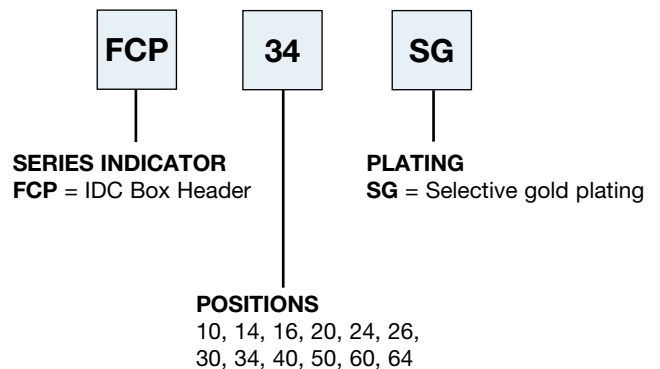 FCP 34 SG
SERIES INDICATOR
FCP = IDC Box Header
PLATING
SG = Selective gold plating
POSITIONS
10, 14, 16, 20, 24, 26,
30, 34, 40, 50, 60, 64